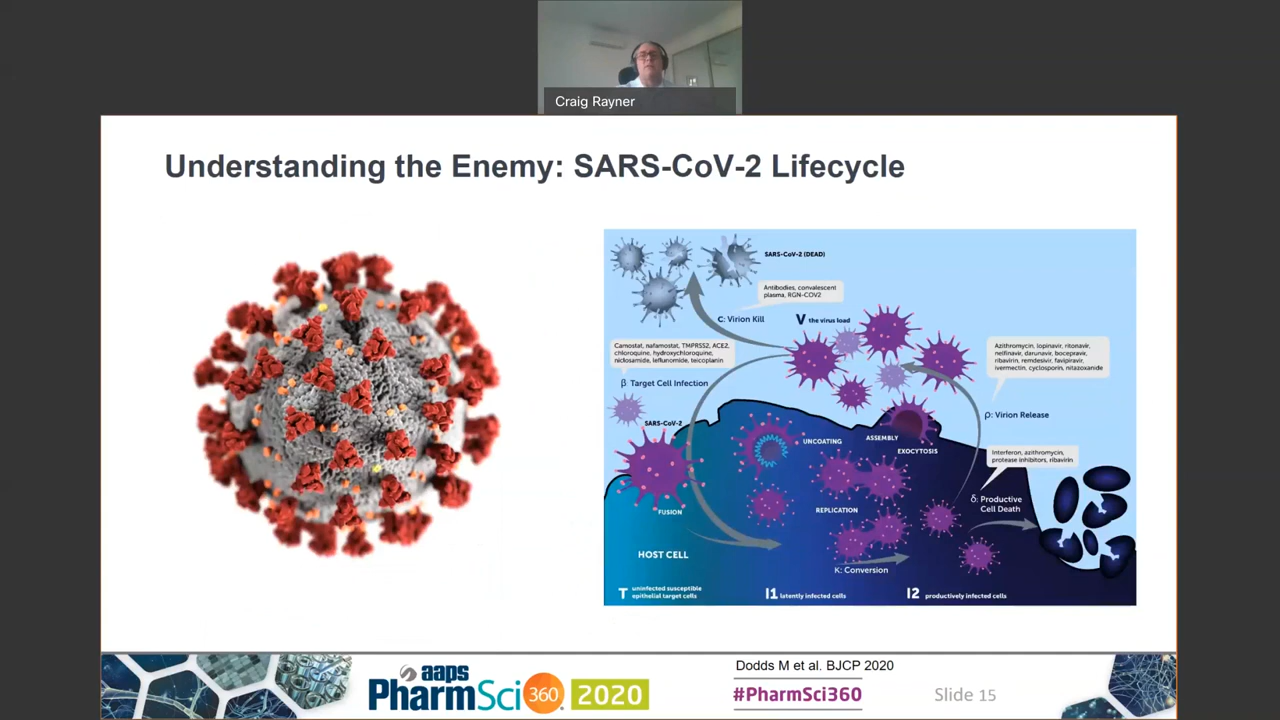 Craig Rayner
Understanding the Enemy: SARS-CoV-2 Lifecycle
SARS-CoV-2 (DEAD)
Antibodies, convalescent
plasma, RGN-COV2
C: Virion Kill
V the virus load
Camostat, nafamostat, TMPRSS2, ACE2,
chloroquine, hydroxychloroquine,
niclosamide, leflunomide, teicoplanin
β Target Cell Infection
Azithromycin, lopinavir, ritonavir,
nelfinavir, darunavir, bocepravir,
ribavirin, remdesivir, favipiravir,
ivermectin, cyclosporin, nitazoxanide
ρ: Virion Release
SARS-CoV-2
UNCOATING
ASSEMBLY
EXOCYTOSIS
Interferon, azithromycin,
protease inhibitors, ribavirin
δ: Productive
Cell Death
FUSION
REPLICATION
HOST CELL
K: Conversion
T uninfected susceptible
epithelial target cells
I1 latently infected cells
I2 productively infected cells
aaps
PharmSci 360 2020
Dodds M et al. BJCP 2020
#PharmSci360
Slide 15